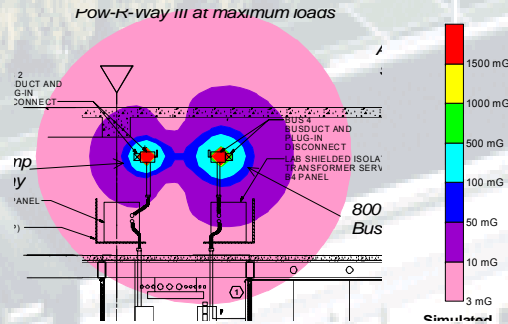 Pow-R-Way III at maximum loads
2
DUCT AND
G-IN
CONNECT
BUS 4
BUSDUCT AND
PLUG-IN
DISCONNECT
LAB SHIELDED ISOLA
TRANSFORMER SERV
B4 PANEL
mp
PANEL
800
Bus
1
1500 mG
1000 mG
500 mG
100 mG
50 mG
10 mG
3 mG
Simulated